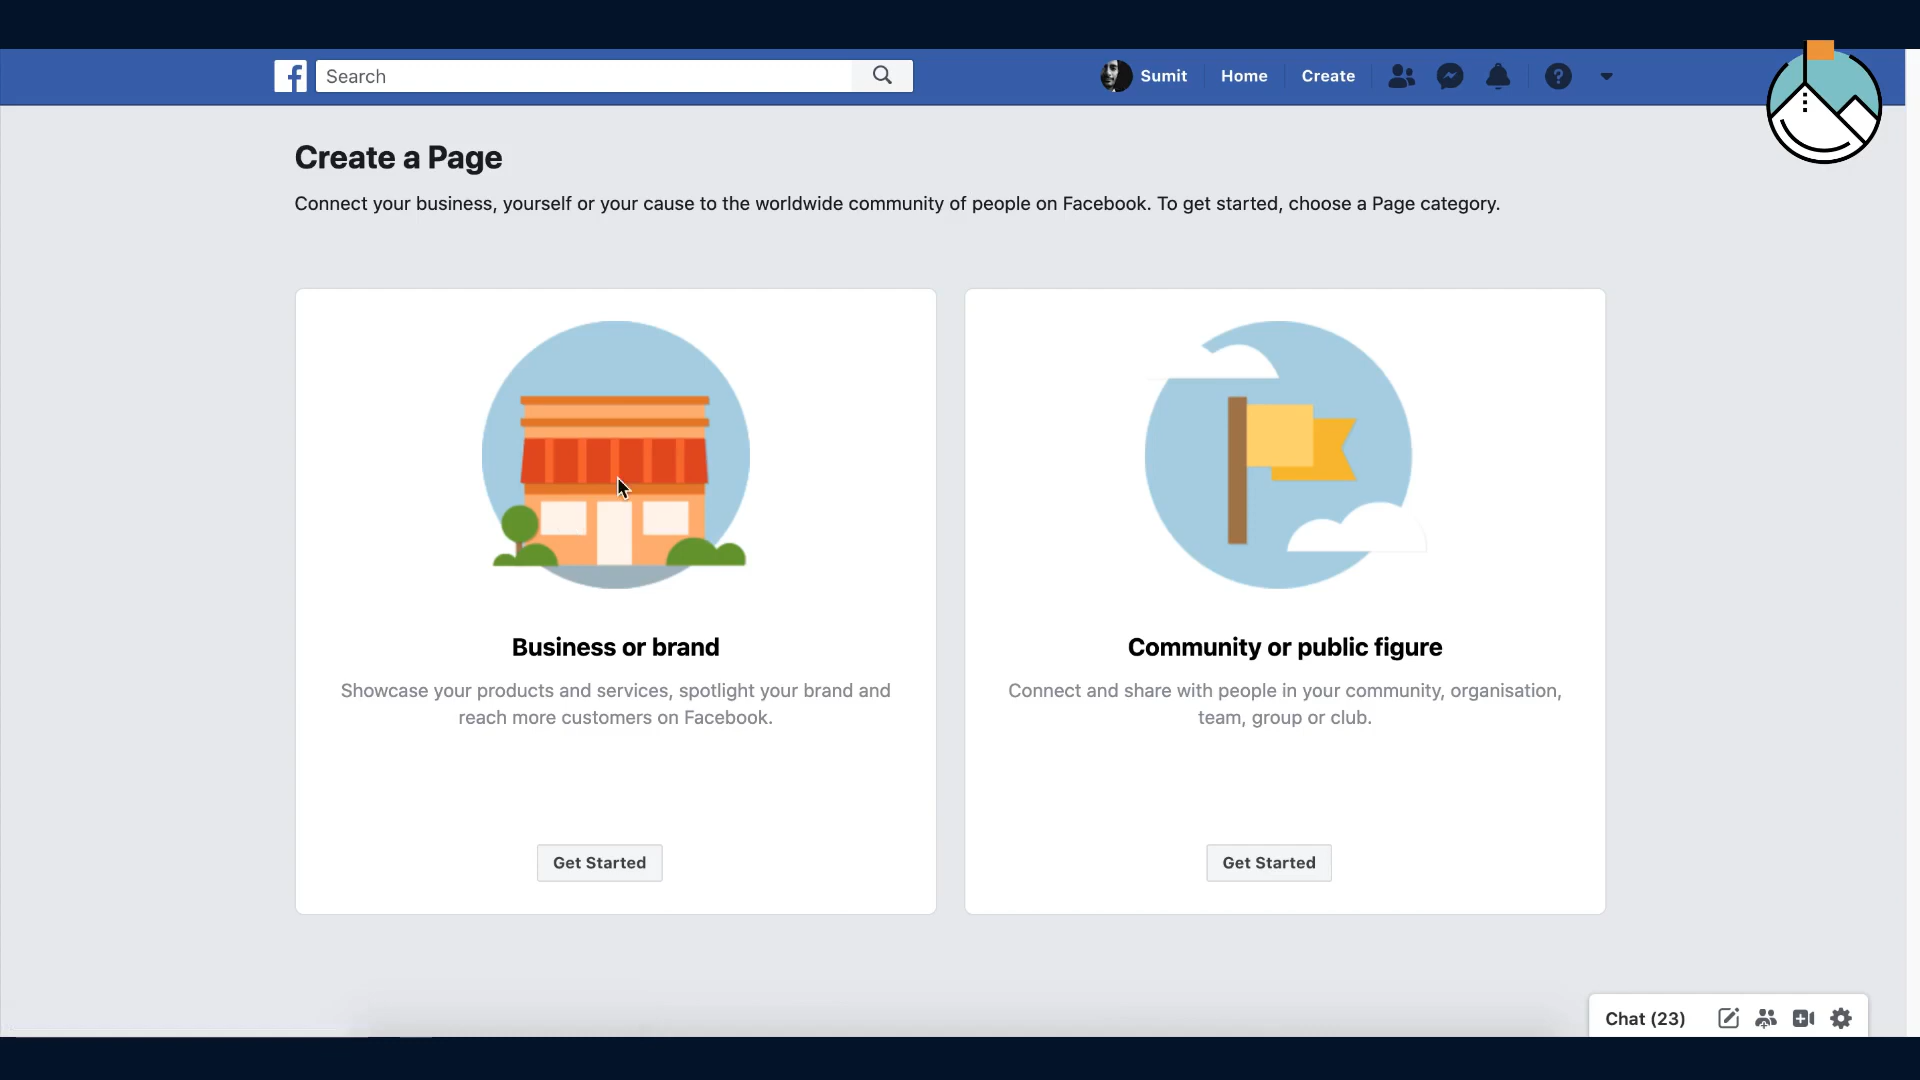 Search
Sumit
Home
Create
Create a Page
Connect your business, yourself or your cause to the worldwide community of people on Facebook. To get started, choose a Page category.
Business or brand
Showcase your products and services, spotlight your brand and
reach more customers on Facebook.
Get Started
Community or public figure
Connect and share with people in your community, organisation,
team, group or club.
Get Started
Chat (23)